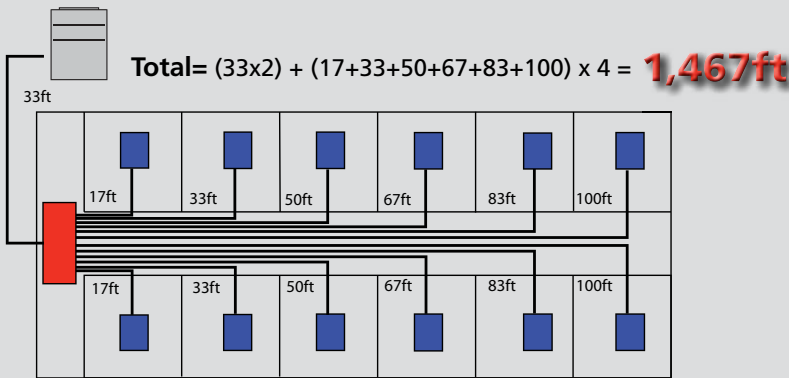 Total= (33x2) + (17+33+50+67+83+100) x 4 = 1,467ft
33ft
17ft 33ft 50ft 67ft 83ft 100ft
17ft 33ft 50ft 67ft 83ft 100ft